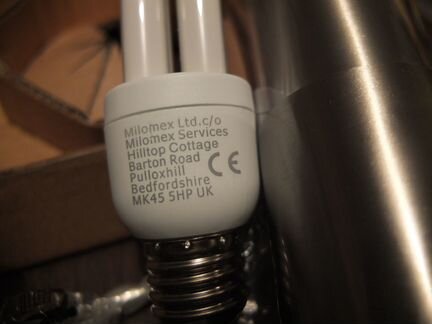 Milomex Ltd.c/o
Milomex Services
Hilltop Cottage
Barton Road
Pulloxhill
Bedfordshire
MK45 5HP UK
CE